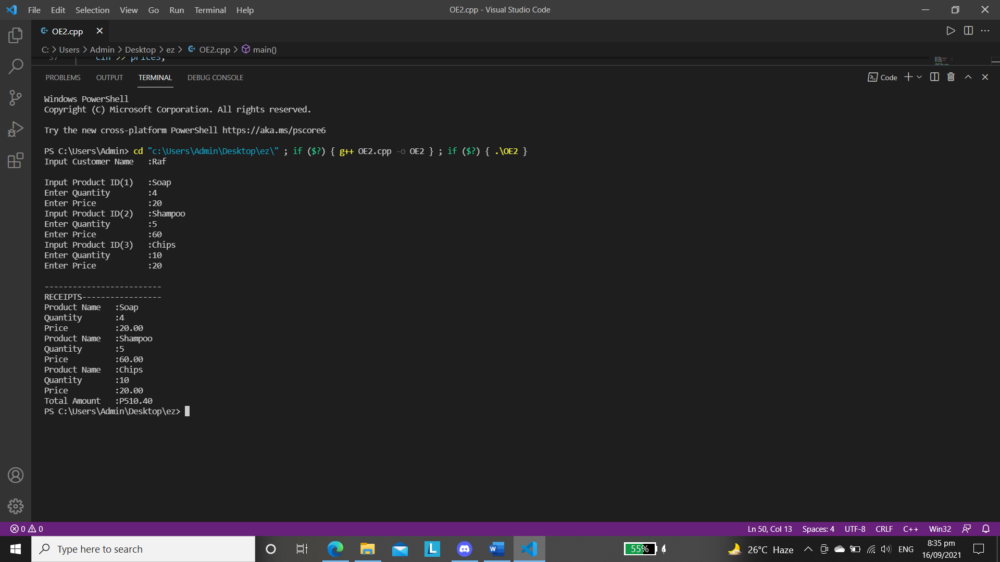 File Edit Selection View Go Run Terminal Help
OE2.cpp - Visual Studio Code
OE2.cpp
C: > Users > Admin > Desktop > ez > OE2.cpp > main()
37 cin >> price3;
PROBLEMS OUTPUT TERMINAL DEBUG CONSOLE
Code
Windows PowerShell
Copyright (C) Microsoft Corporation. All rights reserved.
Try the new cross-platform PowerShell https://aka.ms/pscore6
PS C:\Users\Admin> cd "c:\Users\Admin\Desktop\ez\" ; if ($?) { g++ OE2.cpp -o OE2 } ; if ($?) { .\OE2 }
Input Customer Name   :Raf
Input Product ID(1)   :Soap
Enter Quantity        :4
Enter Price           :20
Input Product ID(2)   :Shampoo
Enter Quantity        :5
Enter Price           :60
Input Product ID(3)   :Chips
Enter Quantity        :10
Enter Price           :20
-------------------------
RECEIPTS-----------------
Product Name   :Soap
Quantity       :4
Price          :20.00
Product Name   :Shampoo
Quantity       :5
Price          :60.00
Product Name   :Chips
Quantity       :10
Price          :20.00
Total Amount   :P510.40
PS C:\Users\Admin\Desktop\ez>
0 0
Ln 50, Col 13 Spaces: 4 UTF-8 CRLF C++ Win32
Type here to search
55%
26°C Haze
ENG
8:35 pm
16/09/2021